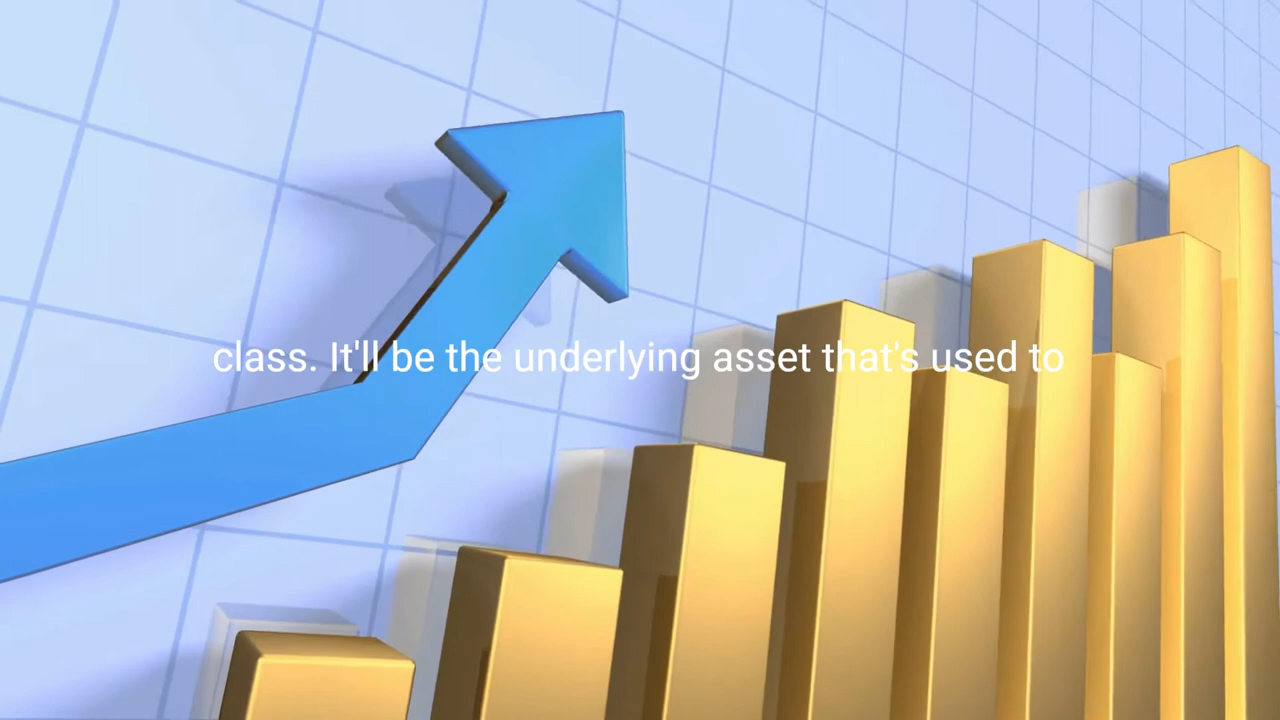 class. It'll be the underlying asset that's used to